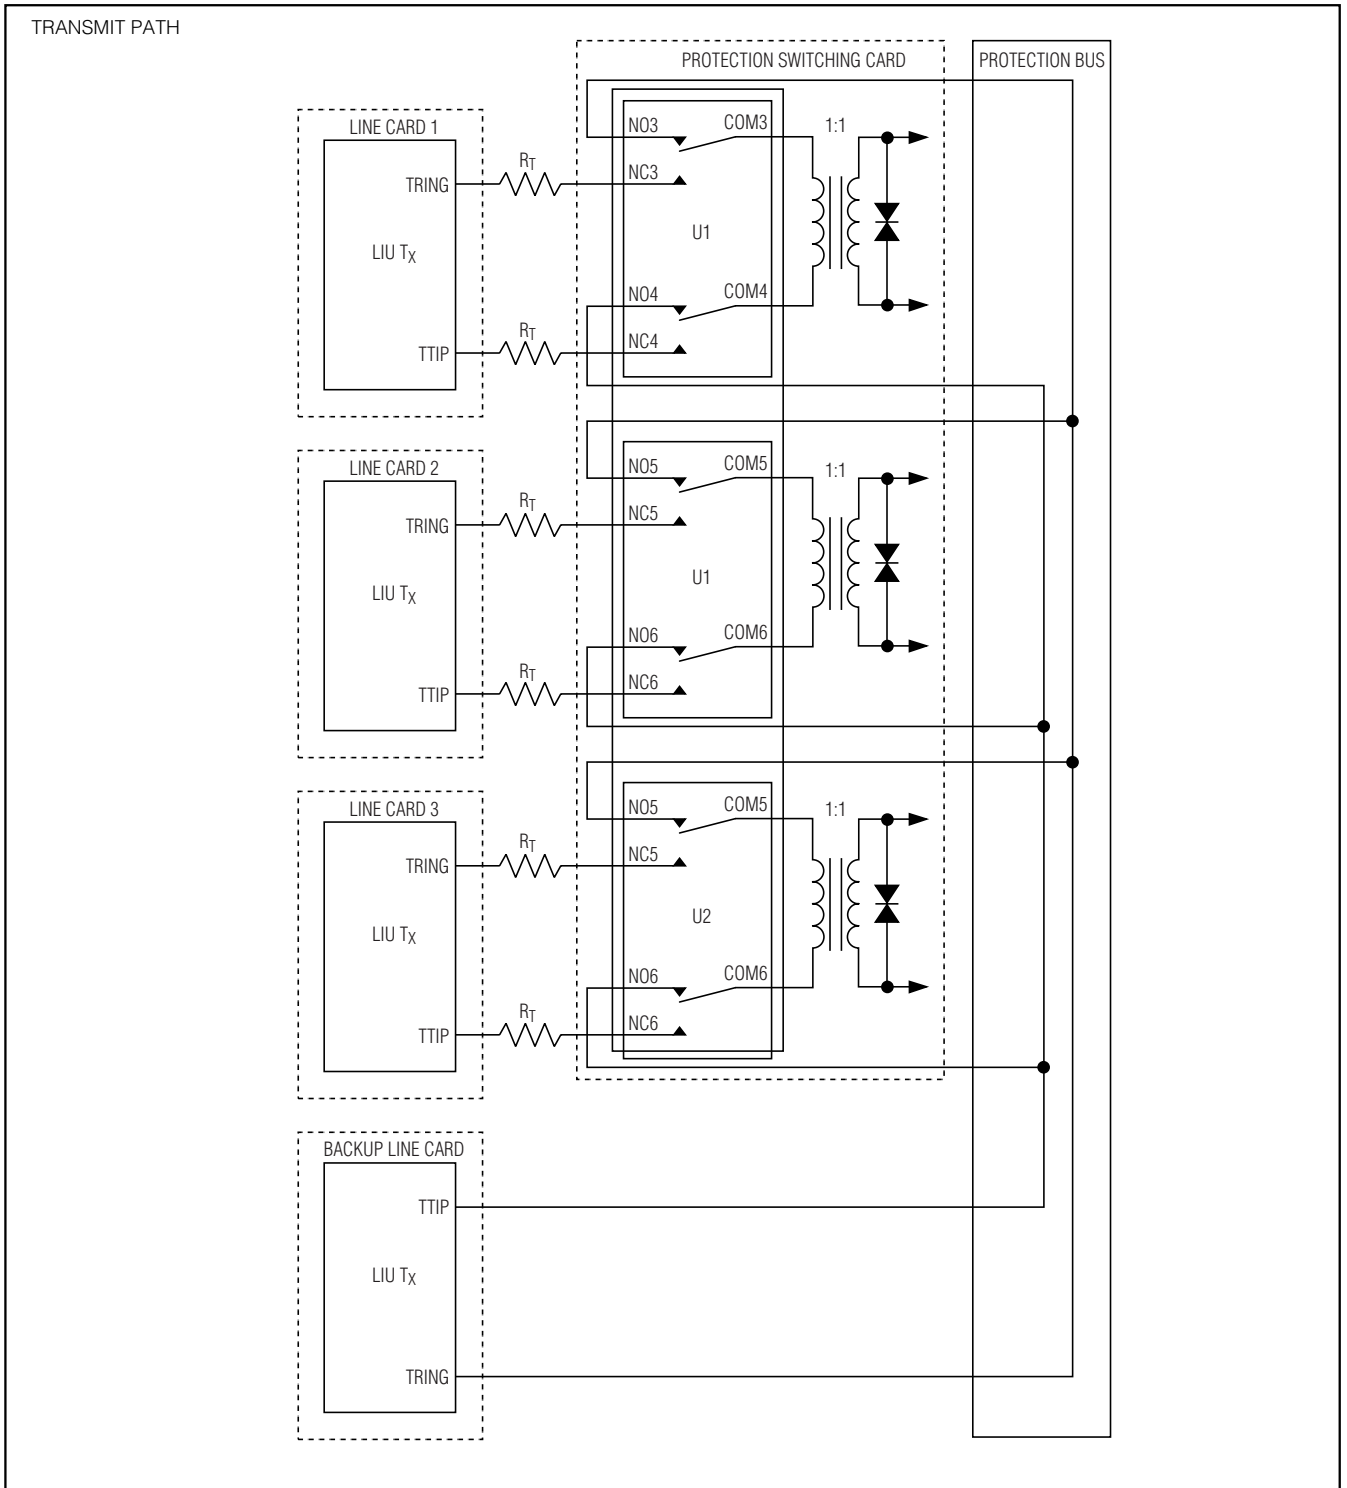 TRANSMIT PATH
PROTECTION SWITCHING CARD
PROTECTION BUS
LINE CARD 1
TRING
LIU TX
TTIP
RT
RT
NO3
COM3
NC3
U1
NO4
COM4
NC4
1:1
LINE CARD 2
TRING
LIU TX
TTIP
RT
RT
NO5
COM5
NC5
U1
NO6
COM6
NC6
1:1
LINE CARD 3
TRING
LIU TX
TTIP
RT
RT
NO5
COM5
NC5
U2
NO6
COM6
NC6
1:1
BACKUP LINE CARD
TTIP
LIU TX
TRING